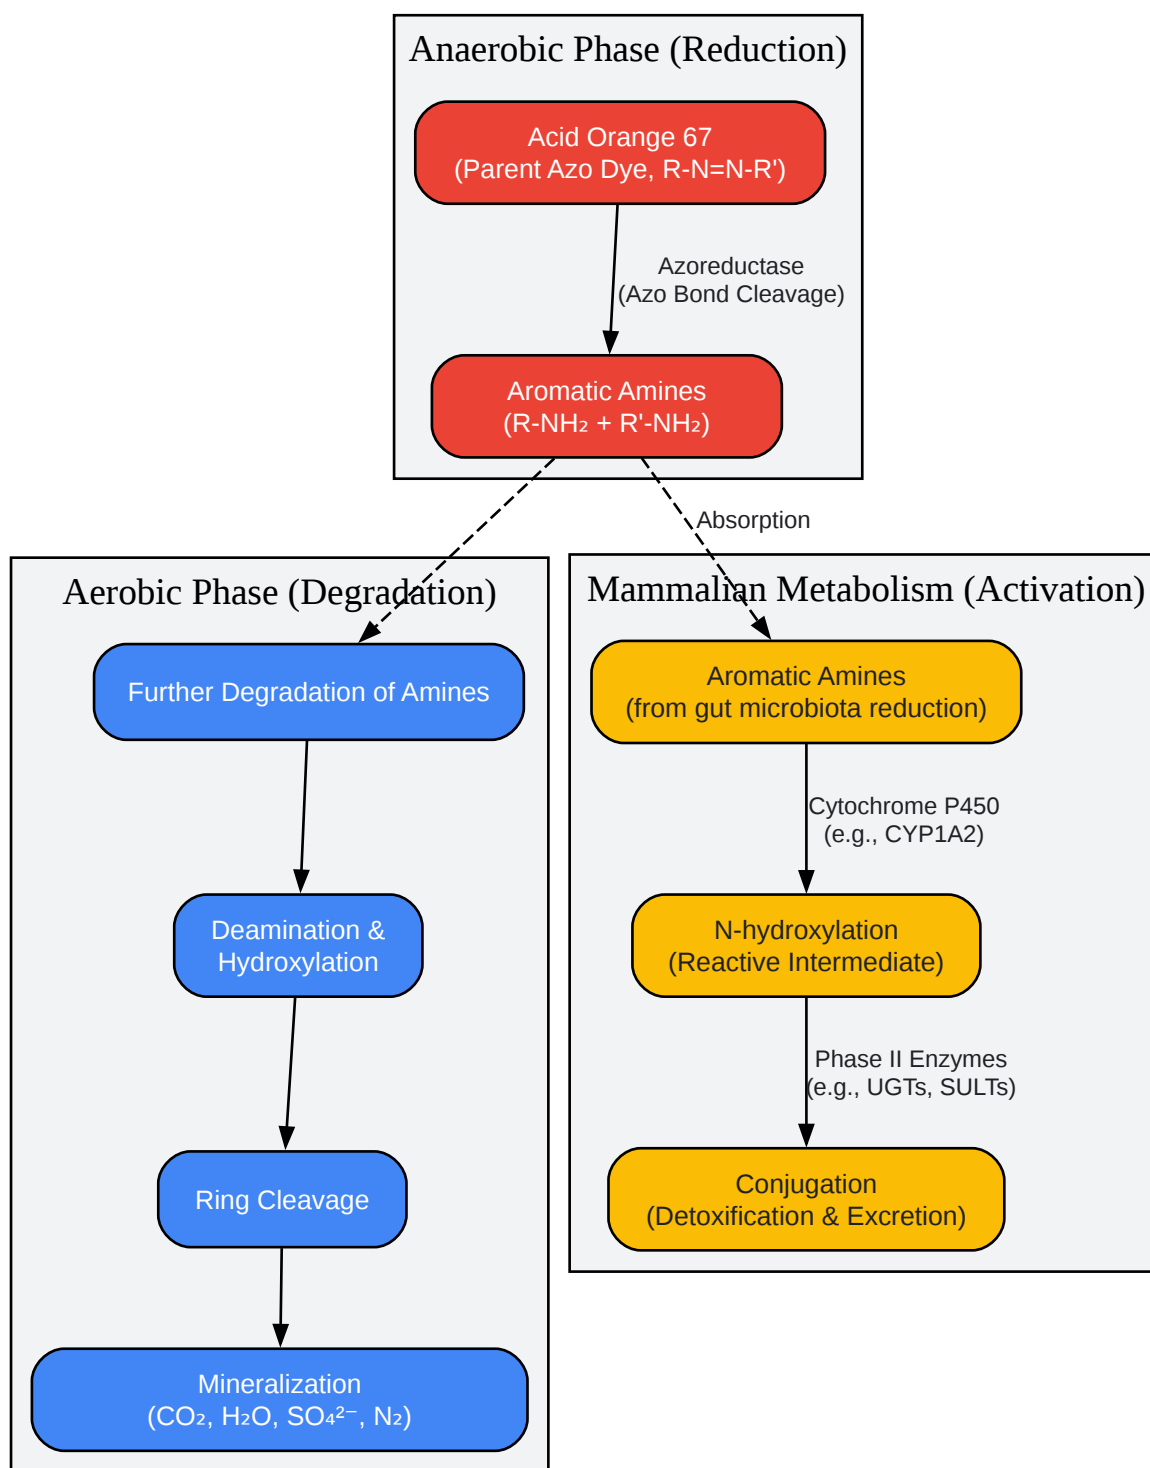 Anaerobic Phase (Reduction)
Acid Orange 67
(Parent Azo Dye, R-N=N-R')
Azoreductase
(Azo Bond Cleavage)
Aromatic Amines
(R-NH₂ + R'-NH₂)
Absorption
Aerobic Phase (Degradation)
Further Degradation of Amines
Deamination &
Hydroxylation
Ring Cleavage
Mineralization
(CO₂, H₂O, SO₄²⁻, N₂)
Mammalian Metabolism (Activation)
Aromatic Amines
(from gut microbiota reduction)
Cytochrome P450
(e.g., CYP1A2)
N-hydroxylation
(Reactive Intermediate)
Phase II Enzymes
(e.g., UGTs, SULTs)
Conjugation
(Detoxification & Excretion)